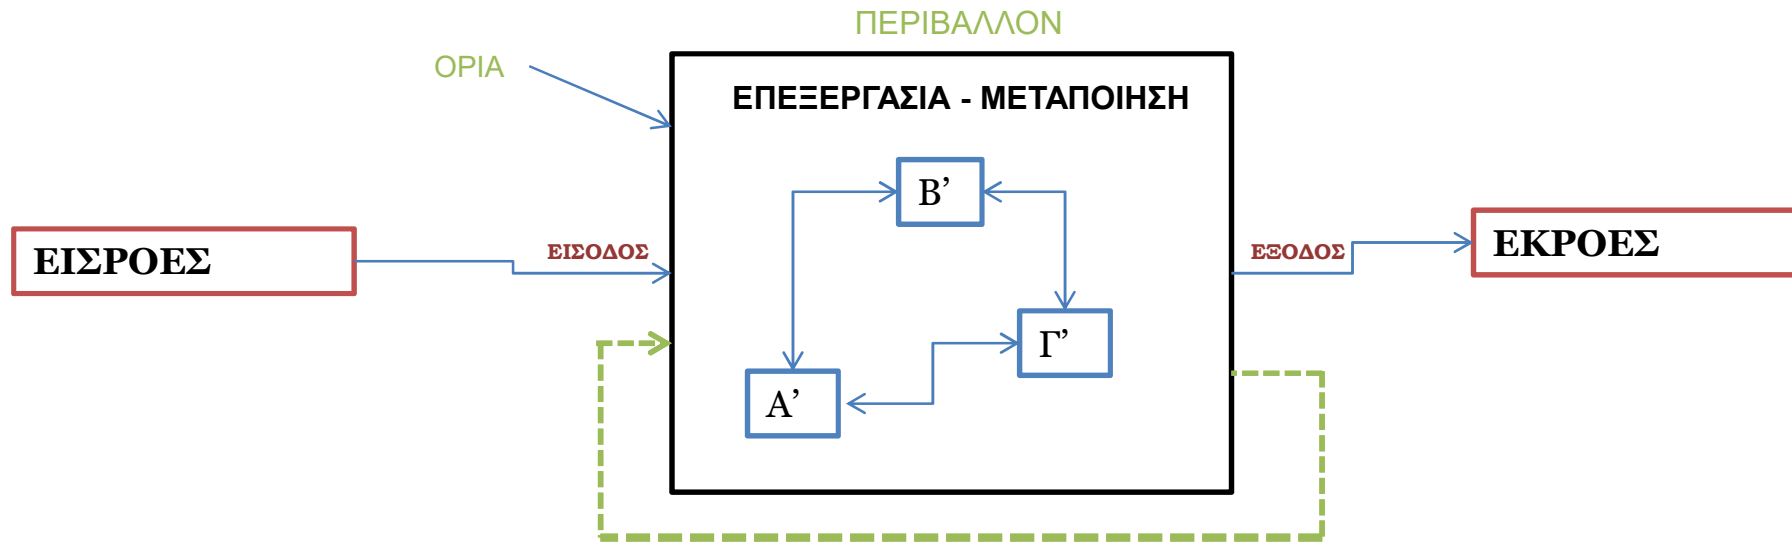 ΠΕΡΙΒΑΛΛΟΝ
ΟΡΙΑ
ΕΠΕΞΕΡΓΑΣΙΑ - ΜΕΤΑΠΟΙΗΣΗ
Β’
ΕΙΣΡΟΕΣ
ΕΙΣΟΔΟΣ
ΕΞΟΔΟΣ
ΕΚΡΟΕΣ
Γ’
Α’